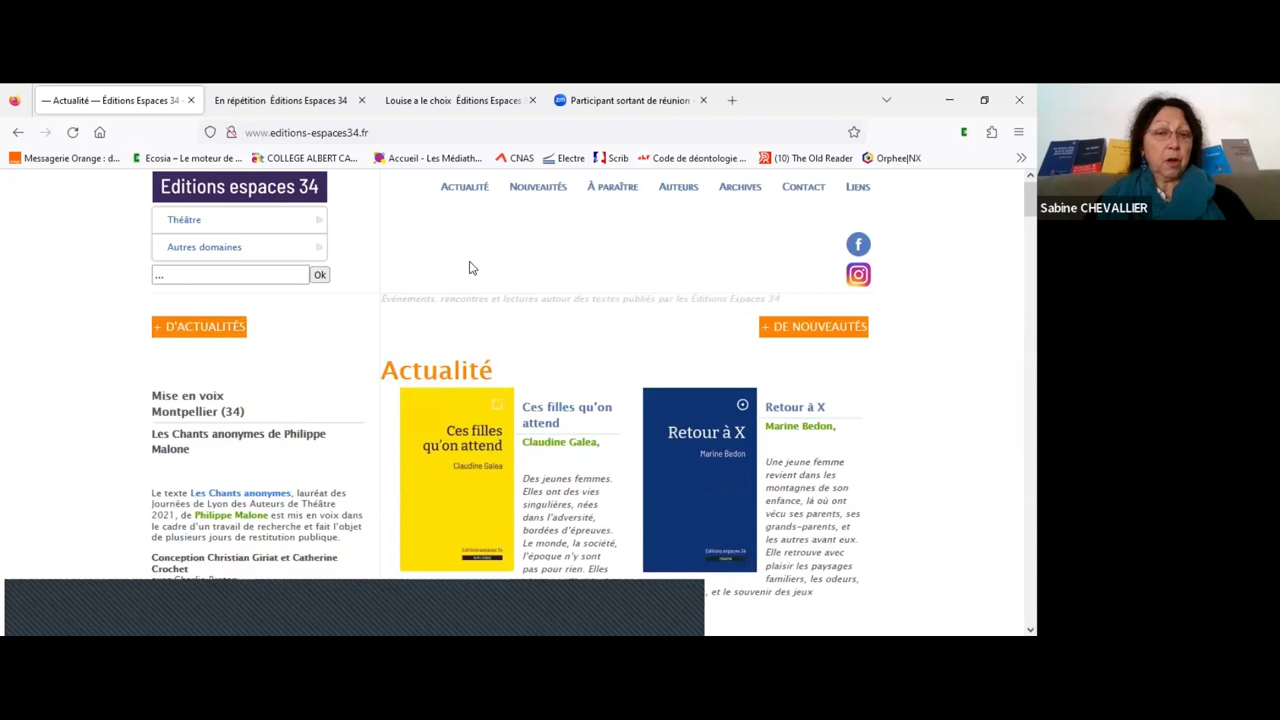 — Actualité — Éditions Espaces 34 -
En répétition Éditions Espaces 34
Louise a le choix Éditions Espaces
Participant sortant de réunion -
www.editions-espaces34.fr
Messagerie Orange : d...
Ecosia – Le moteur de ...
COLLEGE ALBERT CA...
Accueil - Les Médiath...
CNAS
Electre
Scrib
Code de déontologie ...
(10) The Old Reader
Orphee|NX
Sabine CHEVALLIER
Editions espaces 34
ACTUALITÉ
NOUVEAUTÉS
À PARAÎTRE
AUTEURS
ARCHIVES
CONTACT
LIENS
Théâtre
Autres domaines
...
Ok
Évènements, rencontres et lectures autour des textes publiés par les Éditions Espaces 34
+ D'ACTUALITÉS
+ DE NOUVEAUTÉS
Actualité
Mise en voix
Montpellier (34)
Les Chants anonymes de Philippe
Malone
Le texte Les Chants anonymes, lauréat des
Journées de Lyon des Auteurs de Théâtre
2021, de Philippe Malone est mis en voix dans
le cadre d'un travail de recherche et fait l'objet
de plusieurs jours de restitution publique.
Conception Christian Giriat et Catherine
Crochet
Ces filles
qu'on attend
Claudine Galea
Editions espaces 34
Ces filles qu'on
attend
Claudine Galea,
Des jeunes femmes.
Elles ont des vies
singulières, nées
dans l'adversité,
bordées d'épreuves.
Le monde, la société,
l'époque n'y sont
pas pour rien. Elles
Retour à X
Marine Bedon
Editions espaces 34
Retour à X
Marine Bedon,
Une jeune femme
revient dans les
montagnes de son
enfance, là où ont
vécu ses parents, ses
grands-parents, et
les autres avant eux.
Elle retrouve avec
plaisir les paysages
familiers, les odeurs,
, et le souvenir des jeux